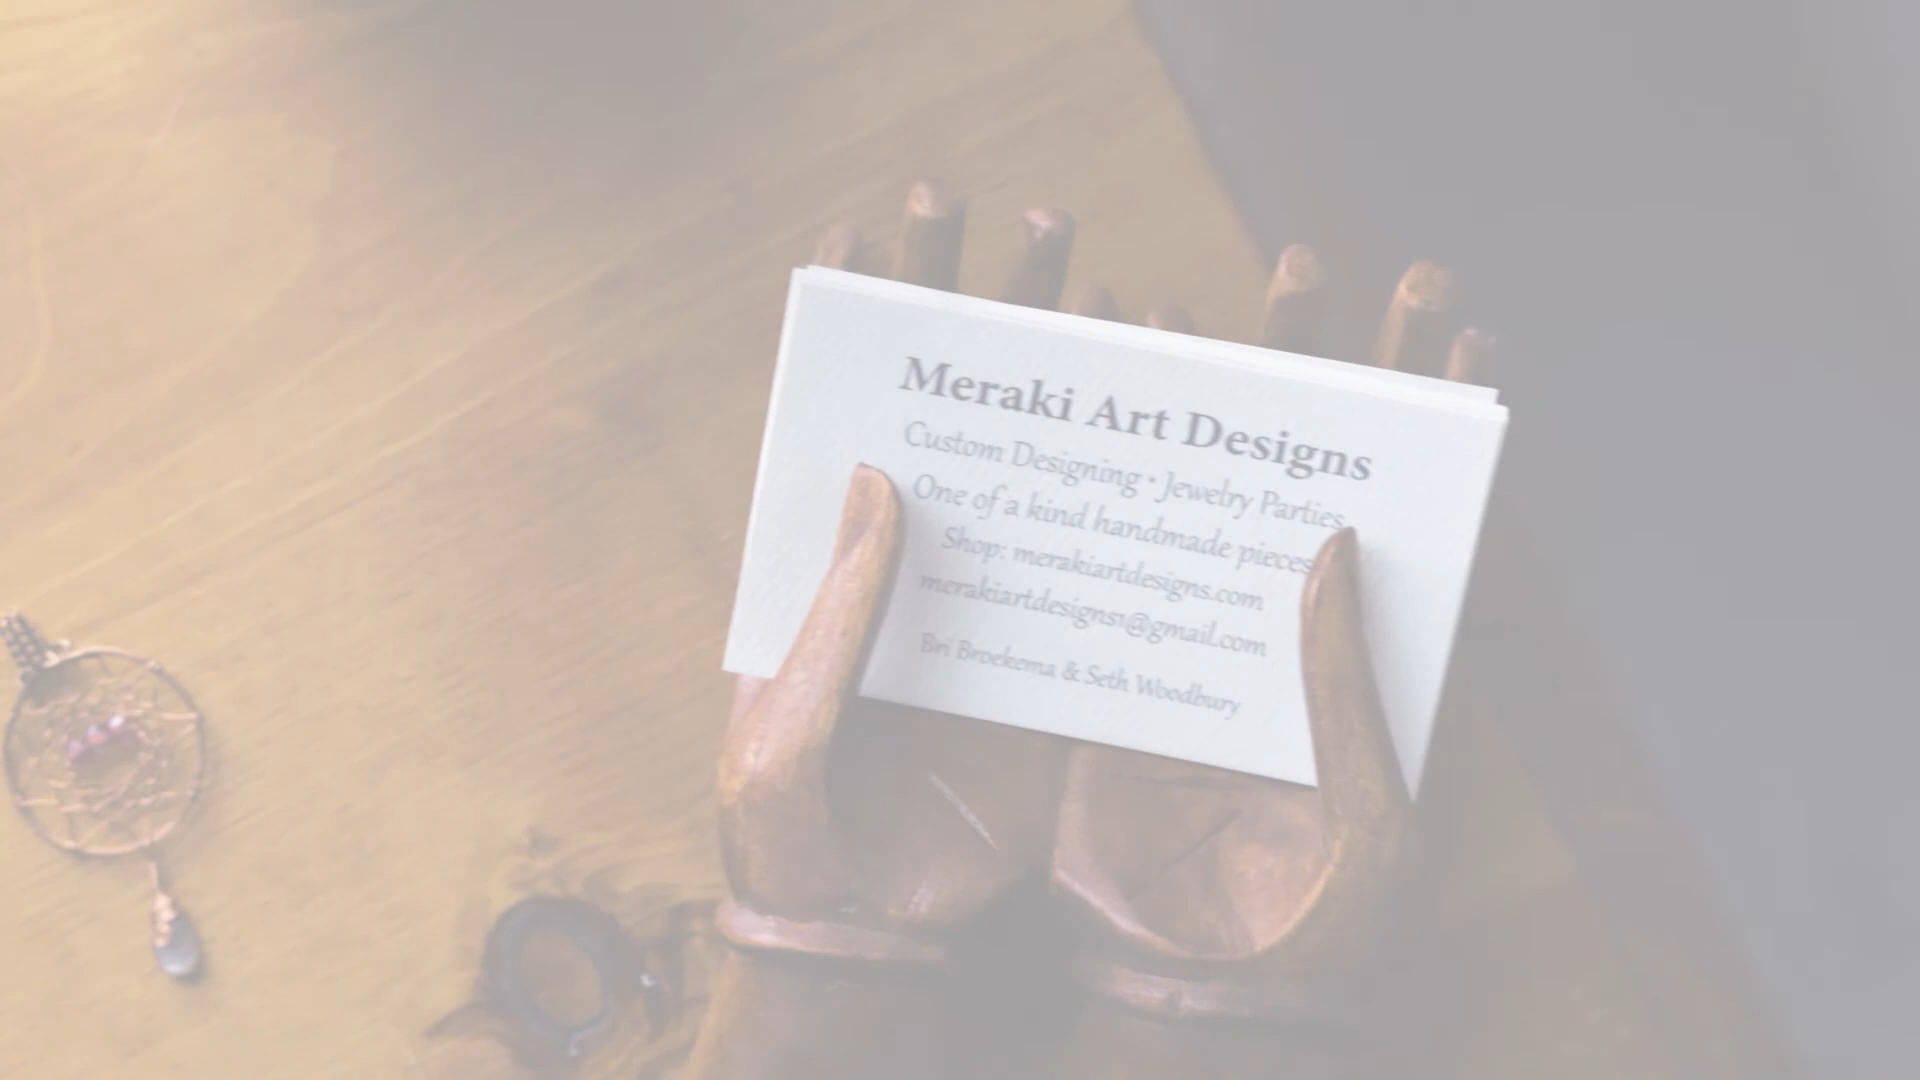 Meraki Art Designs
Custom Designing • Jewelry Parties
One of a kind handmade pieces
Shop: merakiartdesigns.com
merakiartdesigns1@gmail.com
Bri Broekema & Seth Woodbury